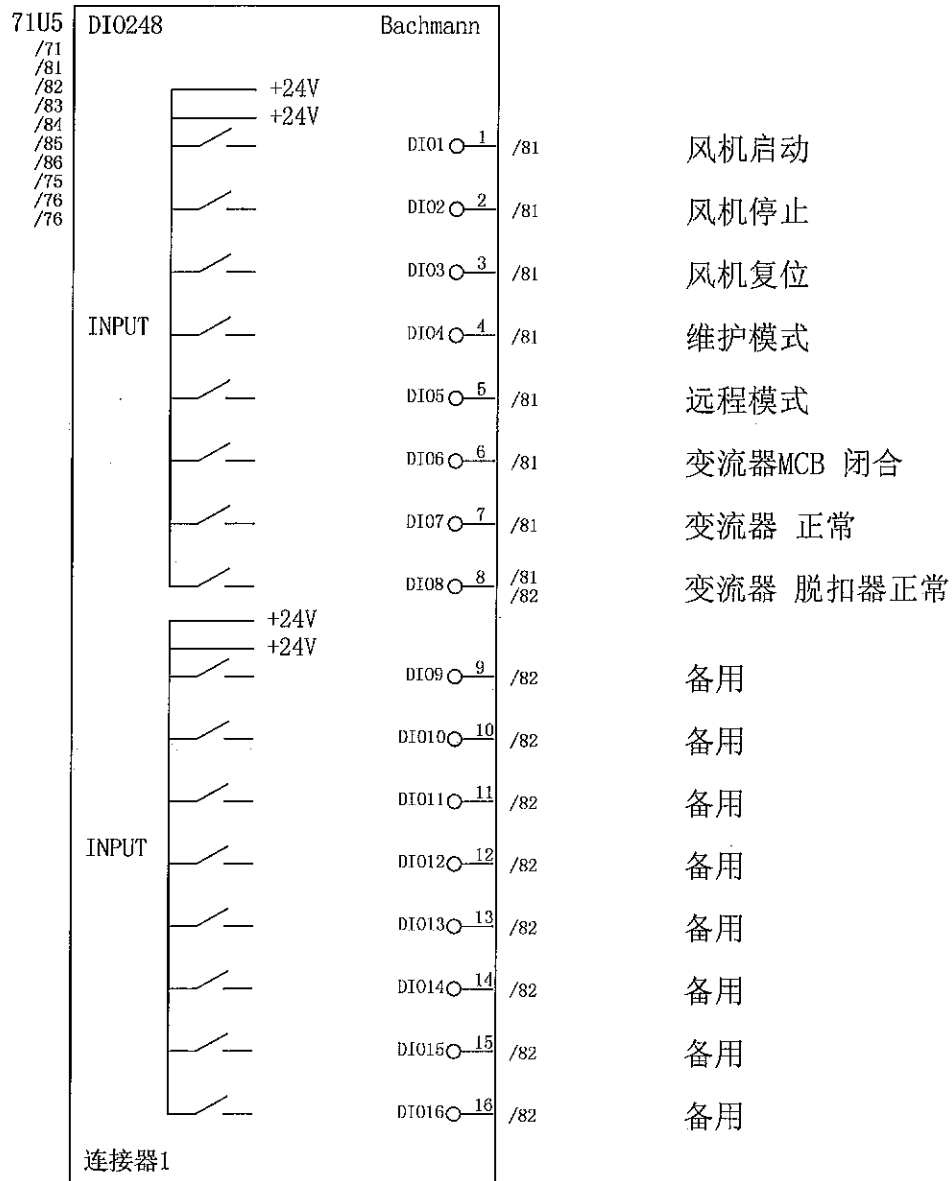 71U5 DIO248 Bachmann
/71
/81
/82
/83
/84
/85
/86
/75
/76
/76
+24V
+24V
DIO1 1 /81 风机启动
DIO2 2 /81 风机停止
DIO3 3 /81 风机复位
INPUT
DIO4 4 /81 维护模式
DIO5 5 /81 远程模式
DIO6 6 /81 变流器MCB 闭合
DIO7 7 /81 变流器 正常
DIO8 8 /81 /82 变流器 脱扣器正常
+24V
+24V
DIO9 9 /82 备用
DIO10 10 /82 备用
DIO11 11 /82 备用
INPUT
DIO12 12 /82 备用
DIO13 13 /82 备用
DIO14 14 /82 备用
DIO15 15 /82 备用
DIO16 16 /82 备用
连接器1